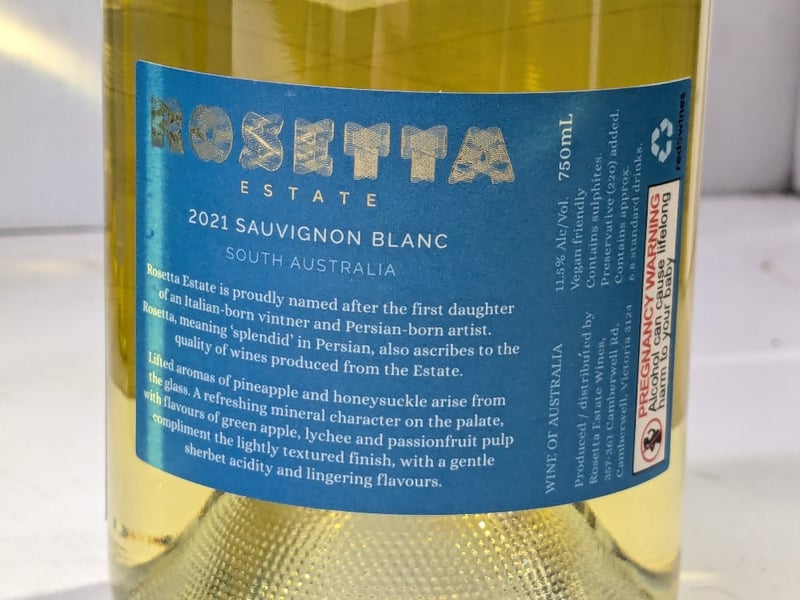 ROSETTA
ESTATE
2021 SAUVIGNON BLANC
SOUTH AUSTRALIA
Rosetta Estate is proudly named after the first daughter
of an Italian-born vintner and Persian-born artist.
Rosetta, meaning ‘splendid’ in Persian, also ascribes to the
quality of wines produced from the Estate.
Lifted aromas of pineapple and honeysuckle arise from
the glass. A refreshing mineral character on the palate,
with flavours of green apple, lychee and passionfruit pulp
compliment the lightly textured finish, with a gentle
sherbet acidity and lingering flavours.
WINE OF AUSTRALIA
11.5% Alc/Vol. 750mL
Vegan friendly
Contains sulphites
Preservative (220) added.
Contains approx.
6.8 standard drinks.
Produced / distributed by
Rosetta Estate Wines,
357-361 Camberwell Rd,
Camberwell, Victoria 3124
PREGNANCY WARNING
Alcohol can cause lifelong
harm to your baby
red8wines